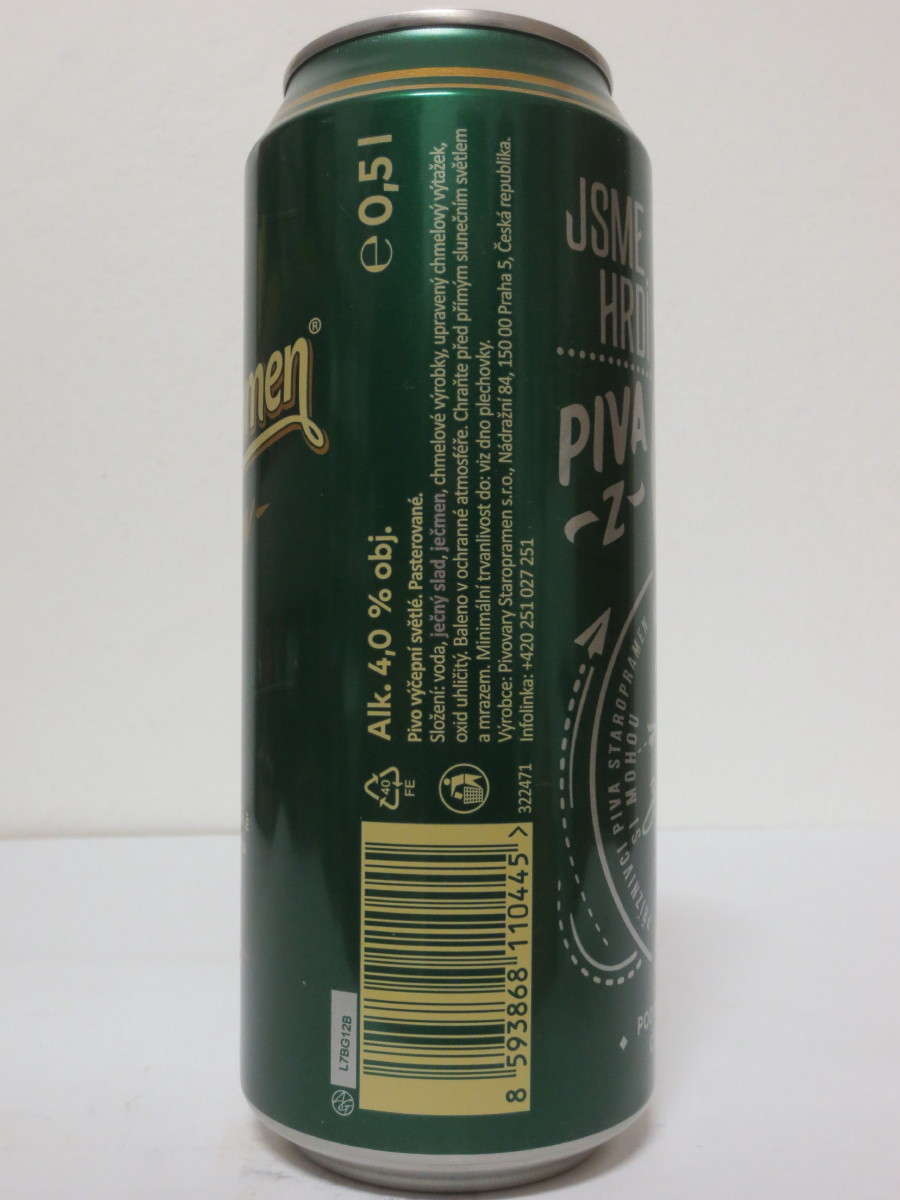 men®
e 0,5 l
Alk. 4,0 % obj.
Pivo výčepní světlé. Pasterované.
Složení: voda, ječný slad, ječmen, chmelové výrobky, upravený chmelový výtažek,
oxid uhličitý. Baleno v ochranné atmosféře. Chraňte před přímým slunečním světlem
a mrazem. Minimální trvanlivost do: viz dno plechovky.
Výrobce: Pivovary Staropramen s.r.o., Nádražní 84, 150 00 Praha 5, Česká republika.
Infolinka: +420 251 027 251
40
FE
322471
8 593868 110445 >
L7BG12B
JSME
HRDÍ
PIVA
Z
PŘÍZNIVCI PIVA STAROPRAMEN
SI MOHOU